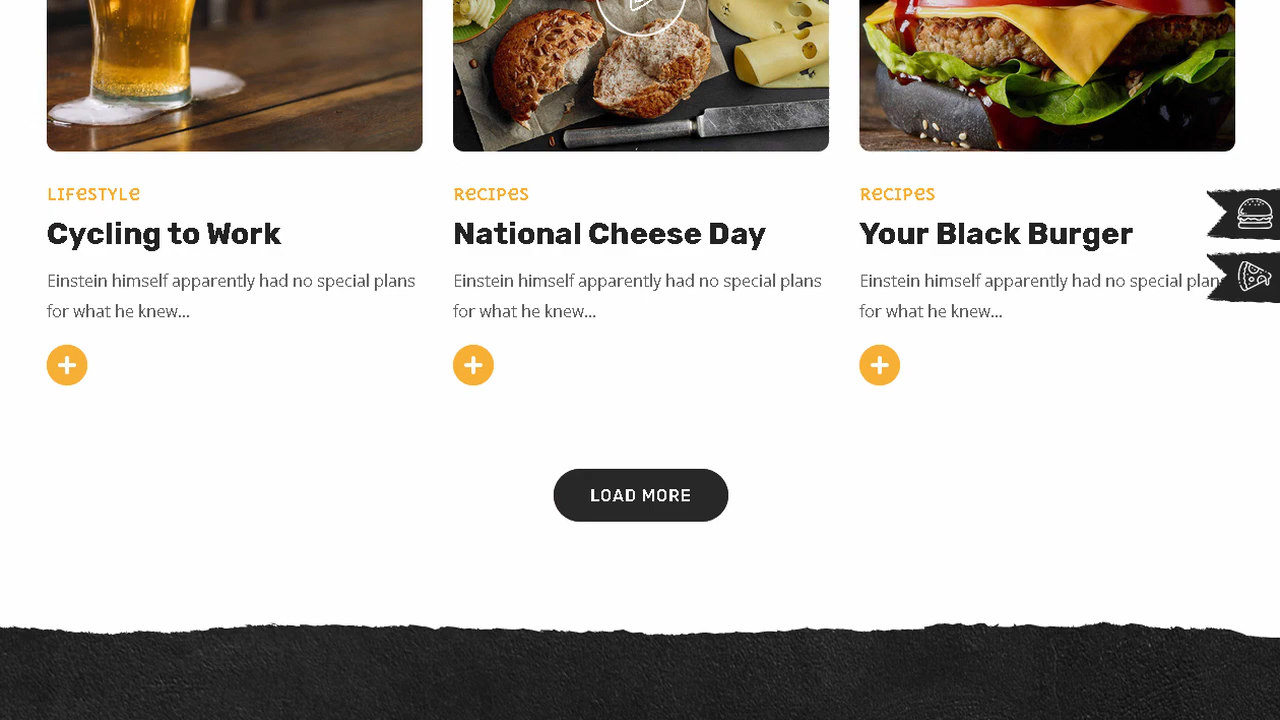 LIFESTYLE
Cycling to Work
Einstein himself apparently had no special plans
for what he knew...
RECIPES
National Cheese Day
Einstein himself apparently had no special plans
for what he knew...
RECIPES
Your Black Burger
Einstein himself apparently had no special plan
for what he knew...
LOAD MORE